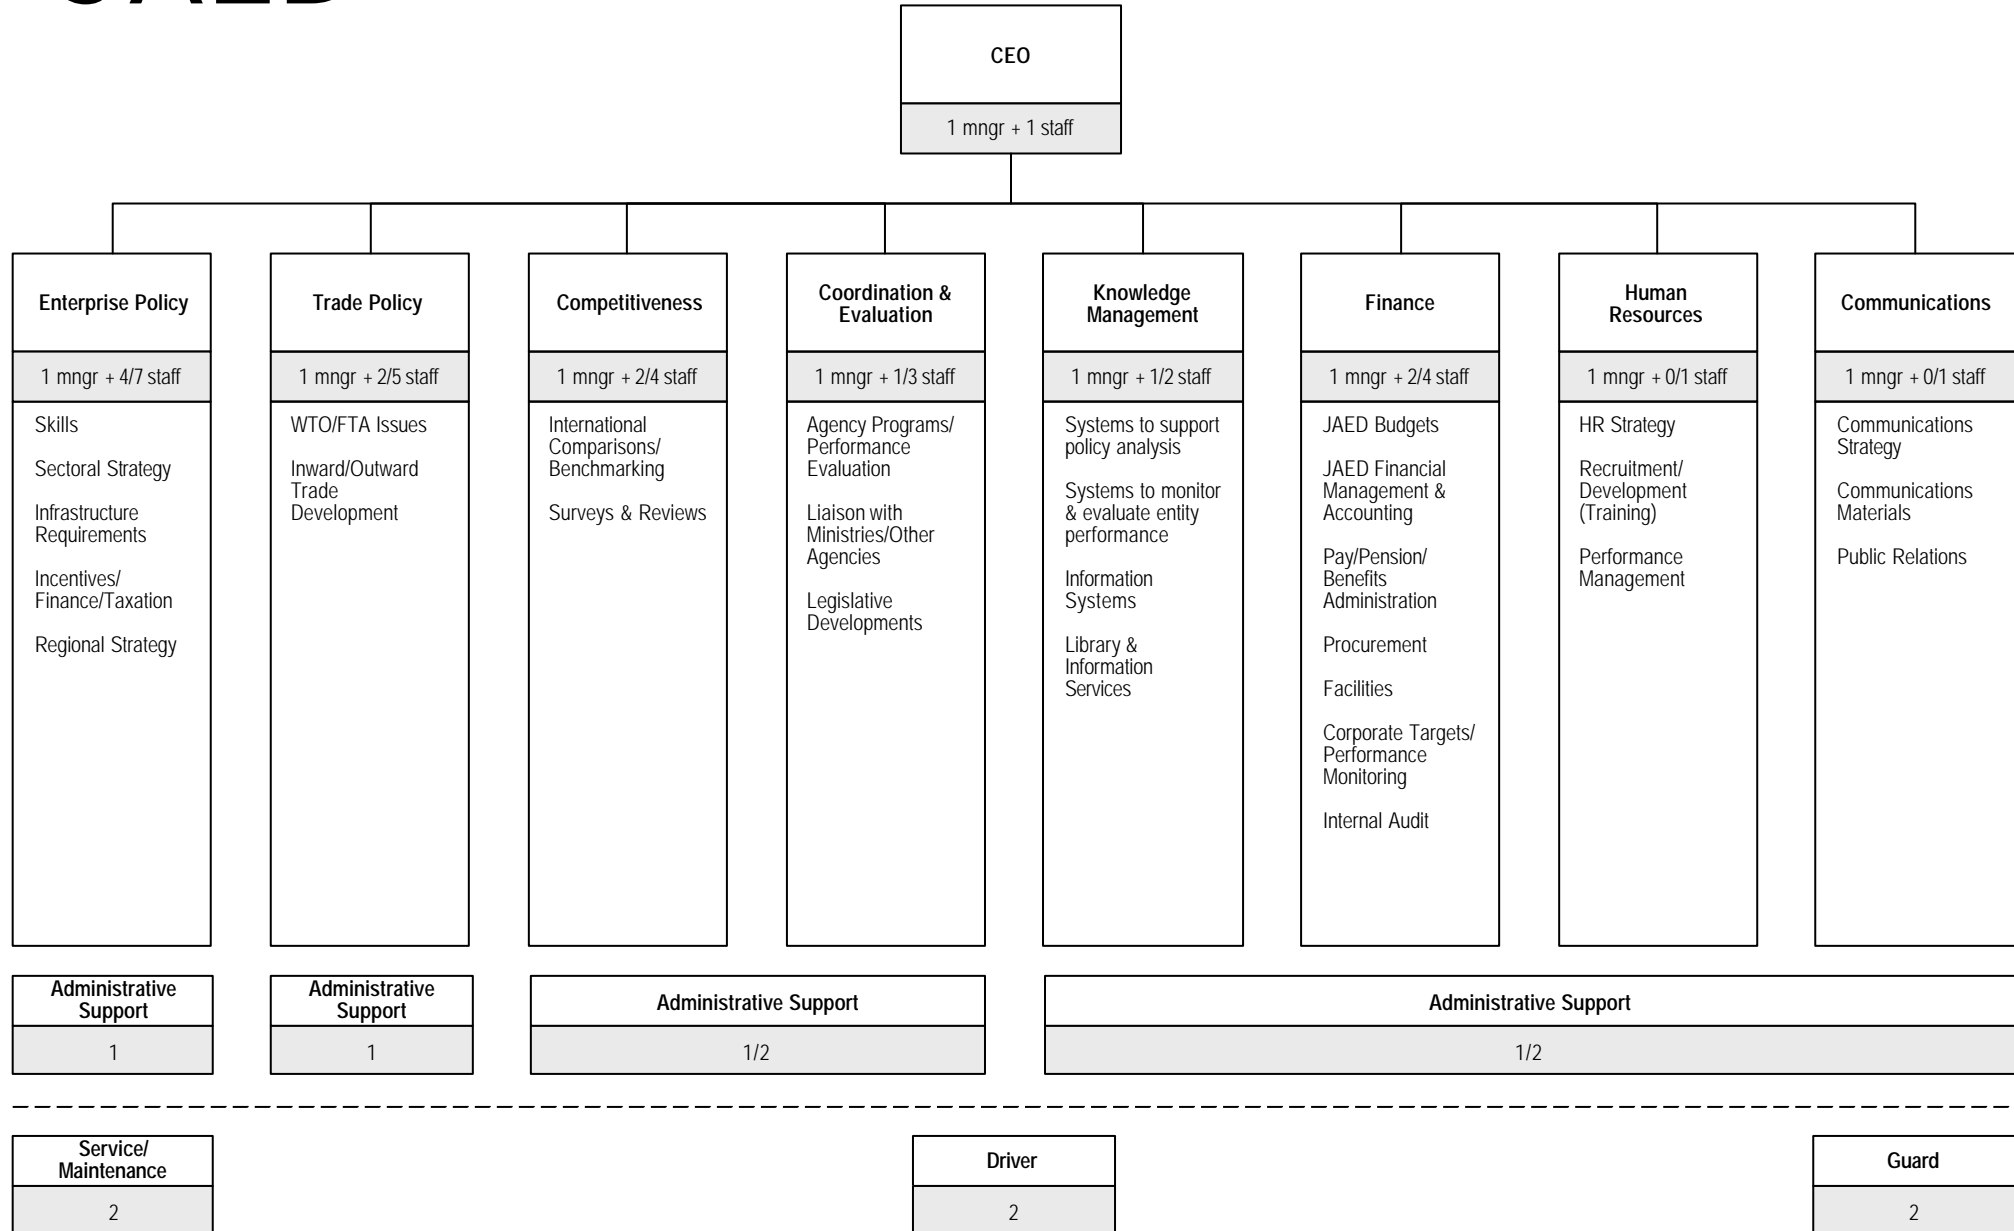 JAED
CEO
1 mngr + 1 staff
Enterprise Policy
1 mngr + 4/7 staff
Skills
Sectoral Strategy
Infrastructure
Requirements
Incentives/
Finance/Taxation
Regional Strategy
Trade Policy
1 mngr + 2/5 staff
WTO/FTA Issues
Inward/Outward
Trade
Development
Competitiveness
1 mngr + 2/4 staff
International
Comparisons/
Benchmarking
Surveys & Reviews
Coordination &
Evaluation
1 mngr + 1/3 staff
Agency Programs/
Performance
Evaluation
Liaison with
Ministries/Other
Agencies
Legislative
Developments
Knowledge
Management
1 mngr + 1/2 staff
Systems to support
policy analysis
Systems to monitor
& evaluate entity
performance
Information
Systems
Library &
Information
Services
Finance
1 mngr + 2/4 staff
JAED Budgets
JAED Financial
Management &
Accounting
Pay/Pension/
Benefits
Administration
Procurement
Facilities
Corporate Targets/
Performance
Monitoring
Internal Audit
Human
Resources
1 mngr + 0/1 staff
HR Strategy
Recruitment/
Development
(Training)
Performance
Management
Communications
1 mngr + 0/1 staff
Communications
Strategy
Communications
Materials
Public Relations
Administrative
Support
1
Administrative
Support
1
Administrative Support
1/2
Administrative Support
1/2
Service/
Maintenance
2
Driver
2
Guard
2